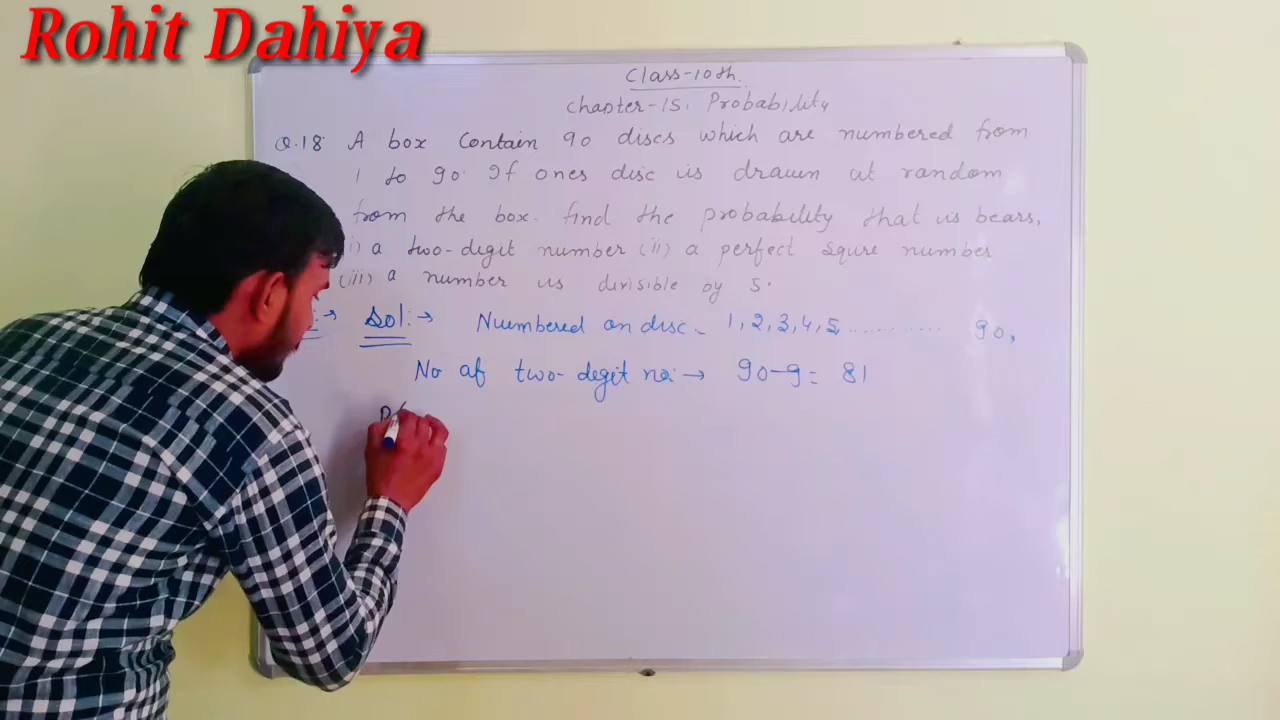 Rohit Dahiya
Class-10th.
Chapter-15. Probability
Q.18 A box Contain 90 discs which are numbered from
1 to 90. If ones disc is drawn at random
from the box. find the probability that is bears,
i) a two-degit number (ii) a perfect squre number
(iii) a number is divisible by 5.
:→ Sol:→ Numbered on disc - 1,2,3,4,5, .......... 90,
No of two-degit no:→ 90-9= 81
P(